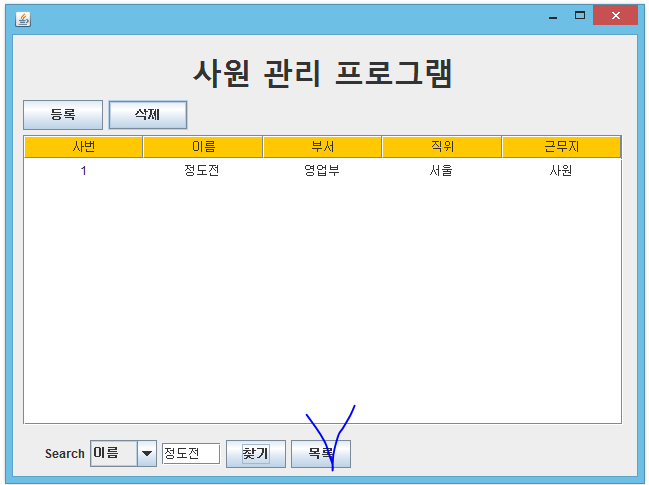 사원 관리 프로그램
등록 삭제
사번 이름 부서 직위 근무지
1 정도전 영업부 서울 사원
Search 이름 정도전 찾기 목록